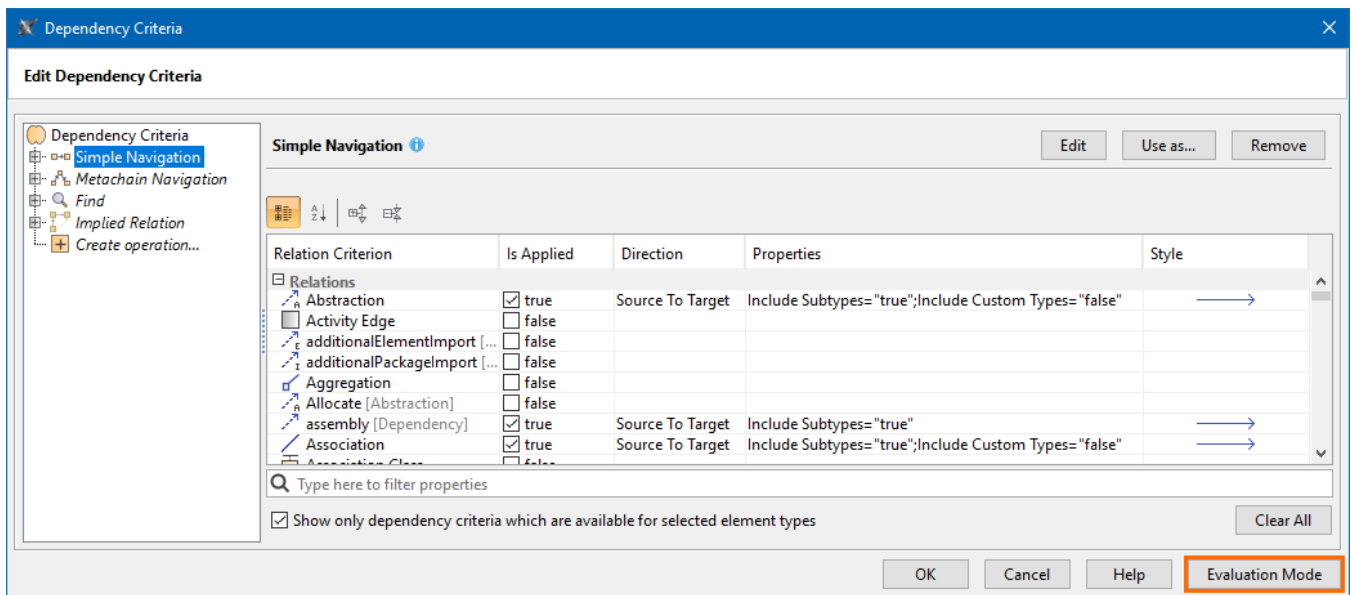 Dependency Criteria
Edit Dependency Criteria
Dependency Criteria
Simple Navigation
Metachain Navigation
Find
Implied Relation
Create operation...
Simple Navigation
Edit
Use as...
Remove
Relation Criterion Is Applied Direction Properties Style
Relations
Abstraction true Source To Target Include Subtypes="true";Include Custom Types="false"
Activity Edge false
additionalElementImport [... false
additionalPackageImport [... false
Aggregation false
Allocate [Abstraction] false
assembly [Dependency] true Source To Target Include Subtypes="true"
Association true Source To Target Include Subtypes="true";Include Custom Types="false"
Association Class false
Type here to filter properties
Show only dependency criteria which are available for selected element types
Clear All
OK
Cancel
Help
Evaluation Mode